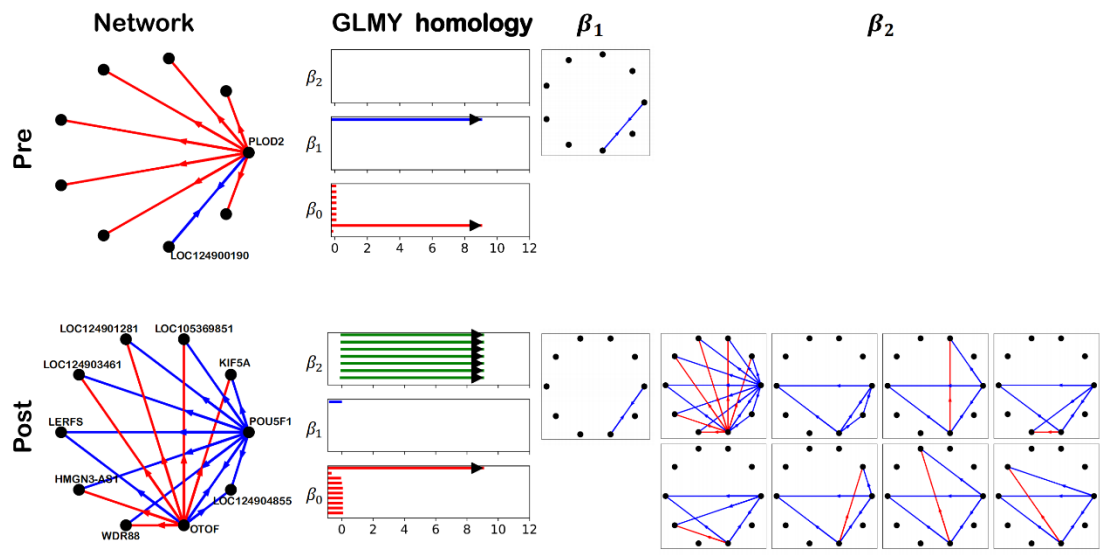 Network
GLMY homology
β1
β2
Pre
PLOD2
LOC124900190
β2
β1
β0
0 2 4 6 8 10 12
Post
LOC124901281
LOC105369851
LOC124903461
KIF5A
LERFS
POU5F1
HMGN3-AS1
LOC124904855
WDR88
OTOF
β2
β1
β0
0 2 4 6 8 10 12